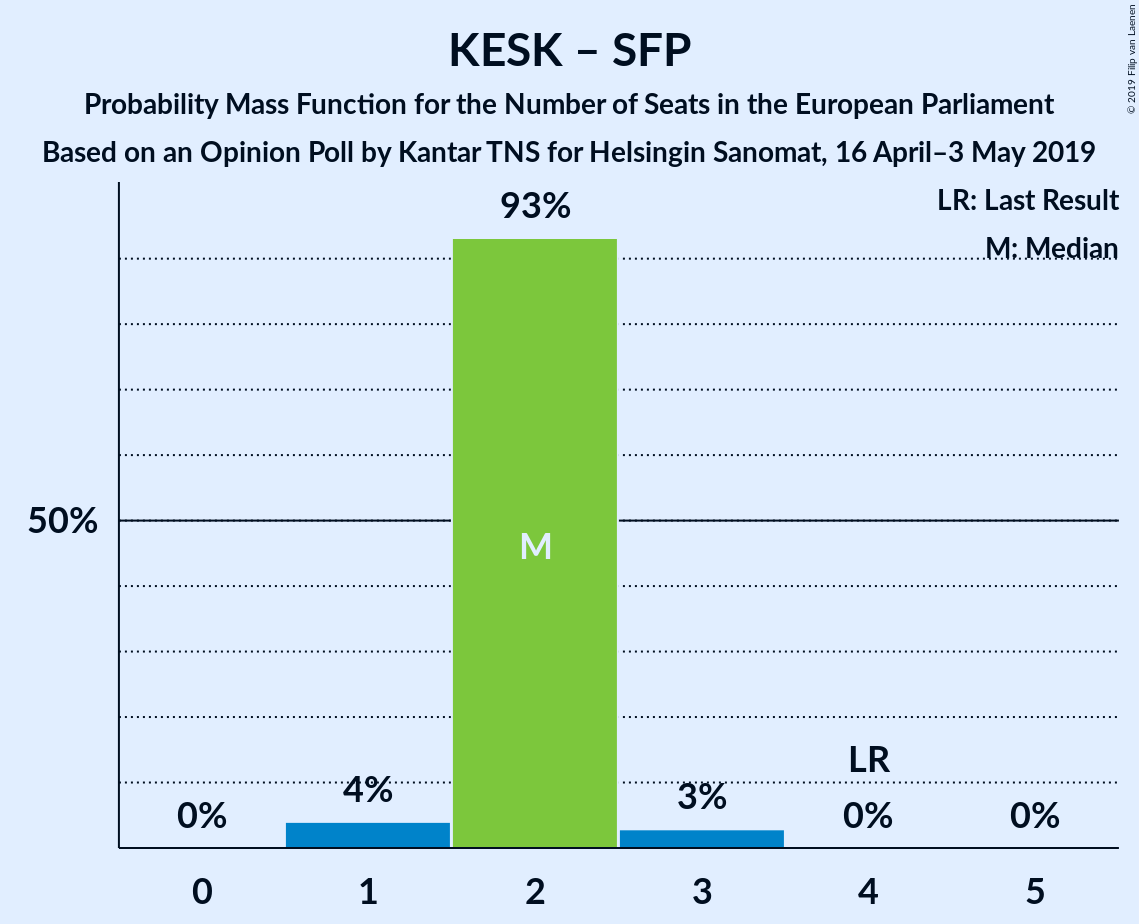 KESK – SFP
Probability Mass Function for the Number of Seats in the European Parliament
Based on an Opinion Poll by Kantar TNS for Helsingin Sanomat, 16 April–3 May 2019
© 2019 Filip van Laenen
LR: Last Result
M: Median
93%
50%
M
LR
0%
4%
3%
0%
0%
0 1 2 3 4 5